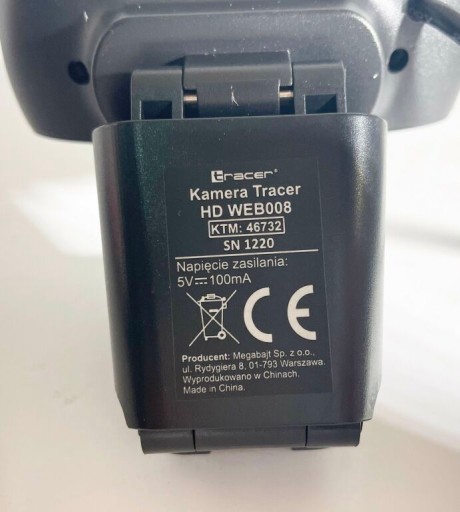 tracer
Kamera Tracer
HD WEB008
KTM: 46732
SN 1220
Napięcie zasilania:
5V⎓100mA
CE
Producent: Megabajt Sp. z o.o.,
ul. Rydygiera 8, 01-793 Warszawa.
Wyprodukowano w Chinach.
Made in China.